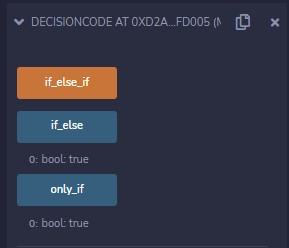 DECISIONCODE AT 0XD2A...FD005 (M
if_else_if
if_else
0: bool: true
only_if
0: bool: true